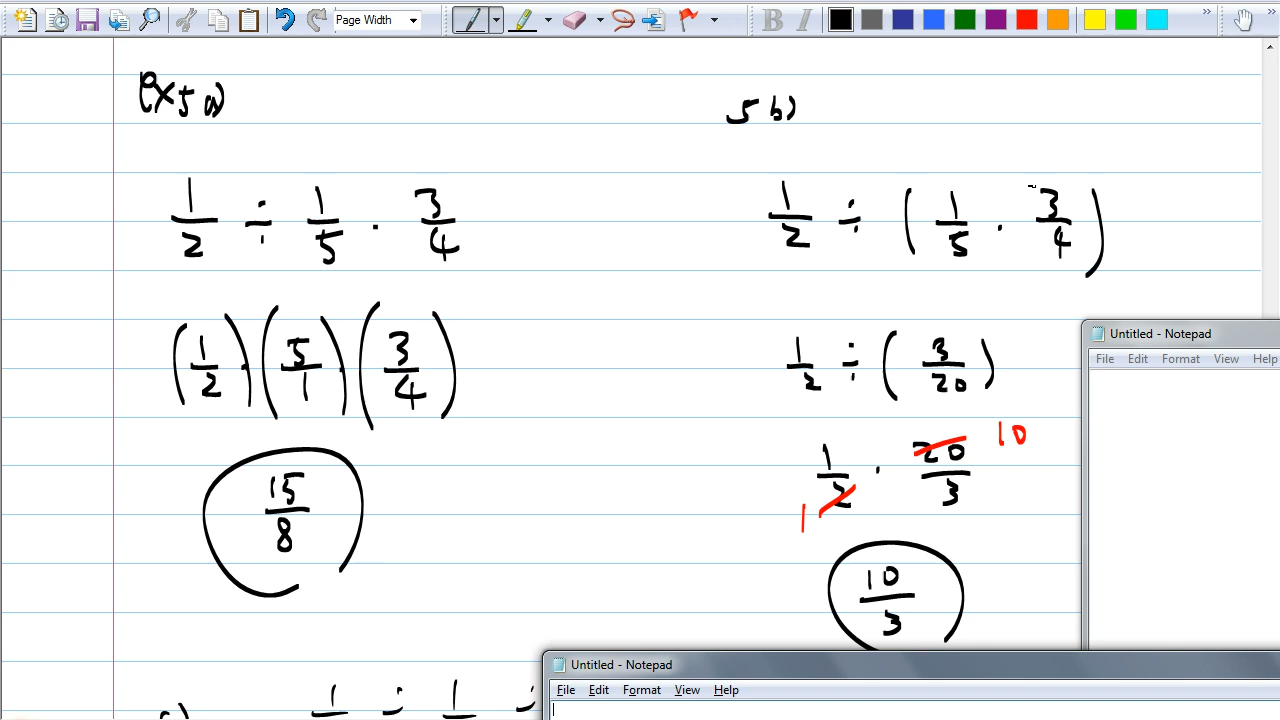 Page Width
B I
Ex 5 a)
1/2 ÷ 1/5 · 3/4
(1/2)·(5/1)·(3/4)
15/8
5 b)
1/2 ÷ (1/5 · 3/4)
1/2 ÷ (3/20)
1/2 · 20/3
10
1
10/3
Untitled - Notepad
File Edit Format View Help
c) 1 ÷ 1 ÷
Untitled - Notepad
File Edit Format View Help